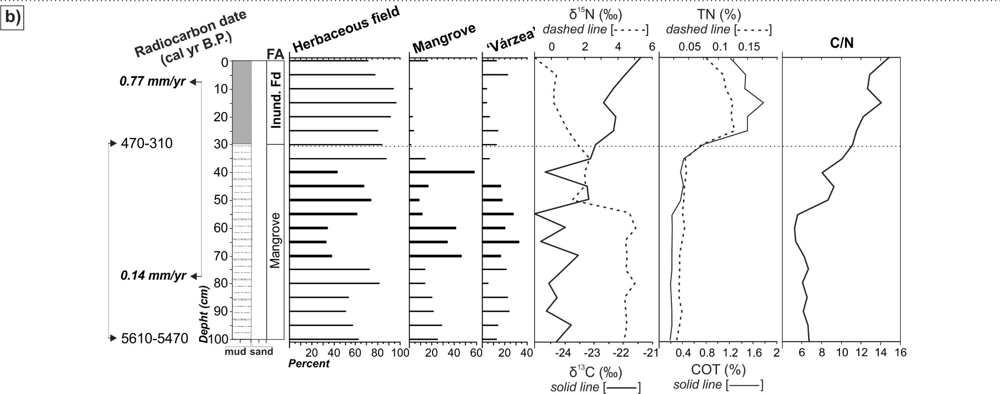 b)
Radiocarbon date
(cal yr B.P.)
FA
Herbaceous field
Mangrove
‘Várzea’
δ¹⁵N (‰)
dashed line [-----]
0 2 4 6
TN (%)
dashed line [-----]
0.05 0.1 0.15
C/N
0.77 mm/yr
470-310
0.14 mm/yr
5610-5470
Depht (cm)
0
10
20
30
40
50
60
70
80
90
100
Inund. Fd
Mangrove
mud sand
20 40 60 80 100
Percent
20 40 60
20 40
-24 -23 -22 -21
δ¹³C (‰)
solid line [——]
0.4 0.8 1.2 1.6 2
COT (%)
solid line [——]
6 8 10 12 14 16